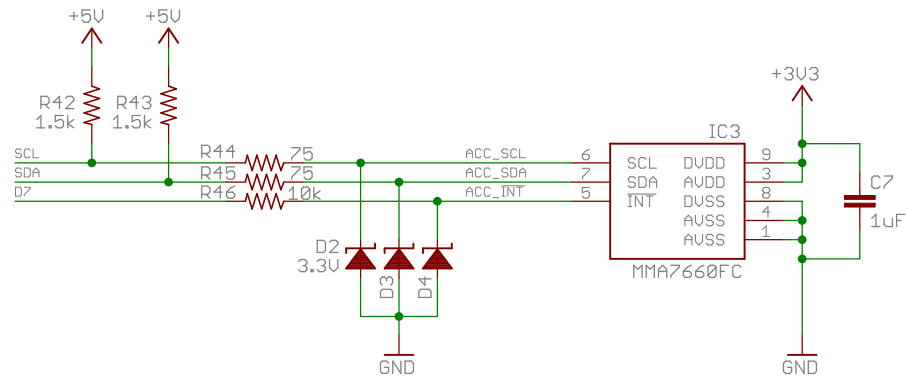 +5V +5V
+3V3
R42 R43
1.5k 1.5k
IC3
C7
1uF
SCL R44 75 ACC_SCL 6 SCL DVDD 9
SDA R45 75 ACC_SDA 7 SDA AVDD 3
D7 R46 10k ACC_INT 5 INT DVSS 8
AVSS 4
AVSS 1
MMA7660FC
D2
3.3V
D3 D4
GND GND